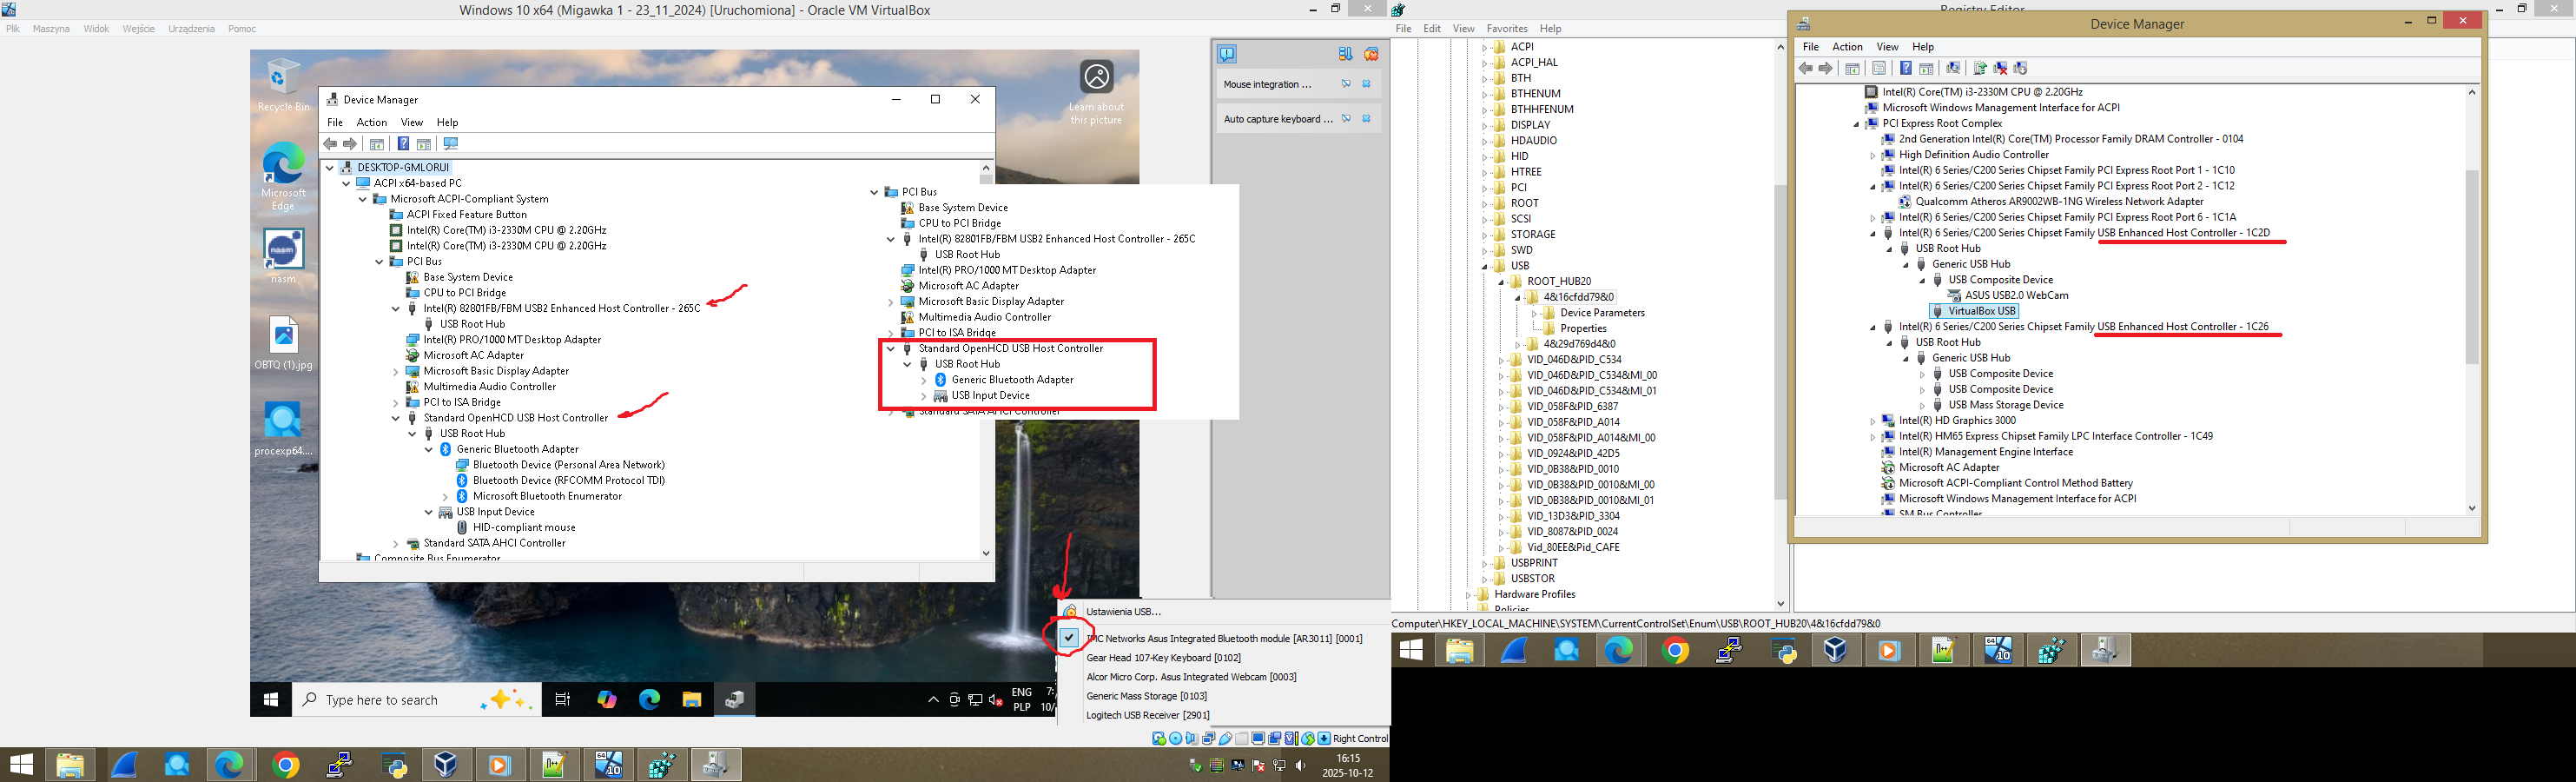 Windows 10 x64 (Migawka 1 - 23_11_2024) [Uruchomiona] - Oracle VM VirtualBox
Plik Maszyna Widok Wejście Urządzenia Pomoc
Recycle Bin
Microsoft
Edge
nasm
OBTQ (1).jpg
procexp64....
Learn about
this picture
Device Manager
File Action View Help
DESKTOP-GMLORUI
ACPI x64-based PC
Microsoft ACPI-Compliant System
ACPI Fixed Feature Button
Intel(R) Core(TM) i3-2330M CPU @ 2.20GHz
Intel(R) Core(TM) i3-2330M CPU @ 2.20GHz
PCI Bus
Base System Device
CPU to PCI Bridge
Intel(R) 82801FB/FBM USB2 Enhanced Host Controller - 265C
USB Root Hub
Intel(R) PRO/1000 MT Desktop Adapter
Microsoft AC Adapter
Microsoft Basic Display Adapter
Multimedia Audio Controller
PCI to ISA Bridge
Standard OpenHCD USB Host Controller
USB Root Hub
Generic Bluetooth Adapter
Bluetooth Device (Personal Area Network)
Bluetooth Device (RFCOMM Protocol TDI)
Microsoft Bluetooth Enumerator
USB Input Device
HID-compliant mouse
Standard SATA AHCI Controller
Composite Bus Enumerator
PCI Bus
Base System Device
CPU to PCI Bridge
Intel(R) 82801FB/FBM USB2 Enhanced Host Controller - 265C
USB Root Hub
Intel(R) PRO/1000 MT Desktop Adapter
Microsoft AC Adapter
Microsoft Basic Display Adapter
Multimedia Audio Controller
PCI to ISA Bridge
Standard OpenHCD USB Host Controller
USB Root Hub
Generic Bluetooth Adapter
USB Input Device
Standard SATA AHCI Controller
Mouse integration ...
Auto capture keyboard ...
Type here to search
ENG
PLP
7:
10/
Ustawienia USB...
IMC Networks Asus Integrated Bluetooth module [AR3011] [0001]
Gear Head 107-Key Keyboard [0102]
Alcor Micro Corp. Asus Integrated Webcam [0003]
Generic Mass Storage [0103]
Logitech USB Receiver [2901]
Right Control
16:15
2025-10-12
Registry Editor
File Edit View Favorites Help
ACPI
ACPI_HAL
BTH
BTHENUM
BTHHFENUM
DISPLAY
HDAUDIO
HID
HTREE
PCI
ROOT
SCSI
STORAGE
SWD
USB
ROOT_HUB20
4&16cfdd79&0
Device Parameters
Properties
4&29d769d4&0
VID_046D&PID_C534
VID_046D&PID_C534&MI_00
VID_046D&PID_C534&MI_01
VID_058F&PID_6387
VID_058F&PID_A014
VID_058F&PID_A014&MI_00
VID_0924&PID_42D5
VID_0B38&PID_0010
VID_0B38&PID_0010&MI_00
VID_0B38&PID_0010&MI_01
VID_13D3&PID_3304
VID_8087&PID_0024
Vid_80EE&Pid_CAFE
USBPRINT
USBSTOR
Hardware Profiles
Policies
Computer\HKEY_LOCAL_MACHINE\SYSTEM\CurrentControlSet\Enum\USB\ROOT_HUB20\4&16cfdd79&0
Device Manager
File Action View Help
Intel(R) Core(TM) i3-2330M CPU @ 2.20GHz
Microsoft Windows Management Interface for ACPI
PCI Express Root Complex
2nd Generation Intel(R) Core(TM) Processor Family DRAM Controller - 0104
High Definition Audio Controller
Intel(R) 6 Series/C200 Series Chipset Family PCI Express Root Port 1 - 1C10
Intel(R) 6 Series/C200 Series Chipset Family PCI Express Root Port 2 - 1C12
Qualcomm Atheros AR9002WB-1NG Wireless Network Adapter
Intel(R) 6 Series/C200 Series Chipset Family PCI Express Root Port 6 - 1C1A
Intel(R) 6 Series/C200 Series Chipset Family USB Enhanced Host Controller - 1C2D
USB Root Hub
Generic USB Hub
USB Composite Device
ASUS USB2.0 WebCam
VirtualBox USB
Intel(R) 6 Series/C200 Series Chipset Family USB Enhanced Host Controller - 1C26
USB Root Hub
Generic USB Hub
USB Composite Device
USB Composite Device
USB Mass Storage Device
Intel(R) HD Graphics 3000
Intel(R) HM65 Express Chipset Family LPC Interface Controller - 1C49
Intel(R) Management Engine Interface
Microsoft AC Adapter
Microsoft ACPI-Compliant Control Method Battery
Microsoft Windows Management Interface for ACPI
SM Bus Controller